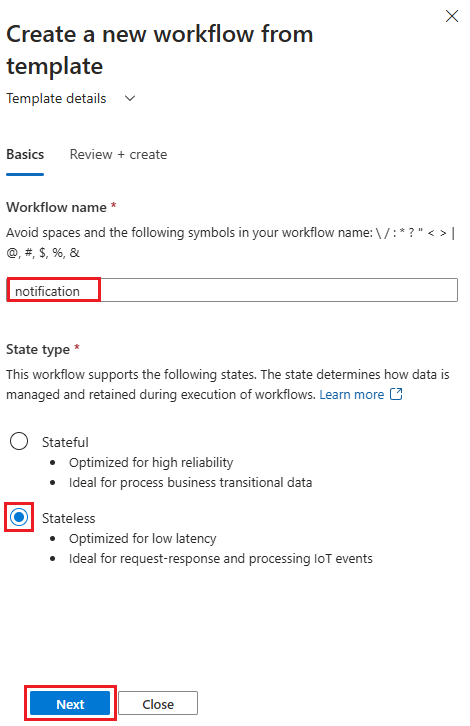 Create a new workflow from
template
Template details
Basics Review + create
Workflow name *
Avoid spaces and the following symbols in your workflow name: \ / : * ? " < > |
@, #, $, %, &
notification
State type *
This workflow supports the following states. The state determines how data is
managed and retained during execution of workflows. Learn more
Stateful
• Optimized for high reliability
• Ideal for process business transitional data
Stateless
• Optimized for low latency
• Ideal for request-response and processing IoT events
Next Close